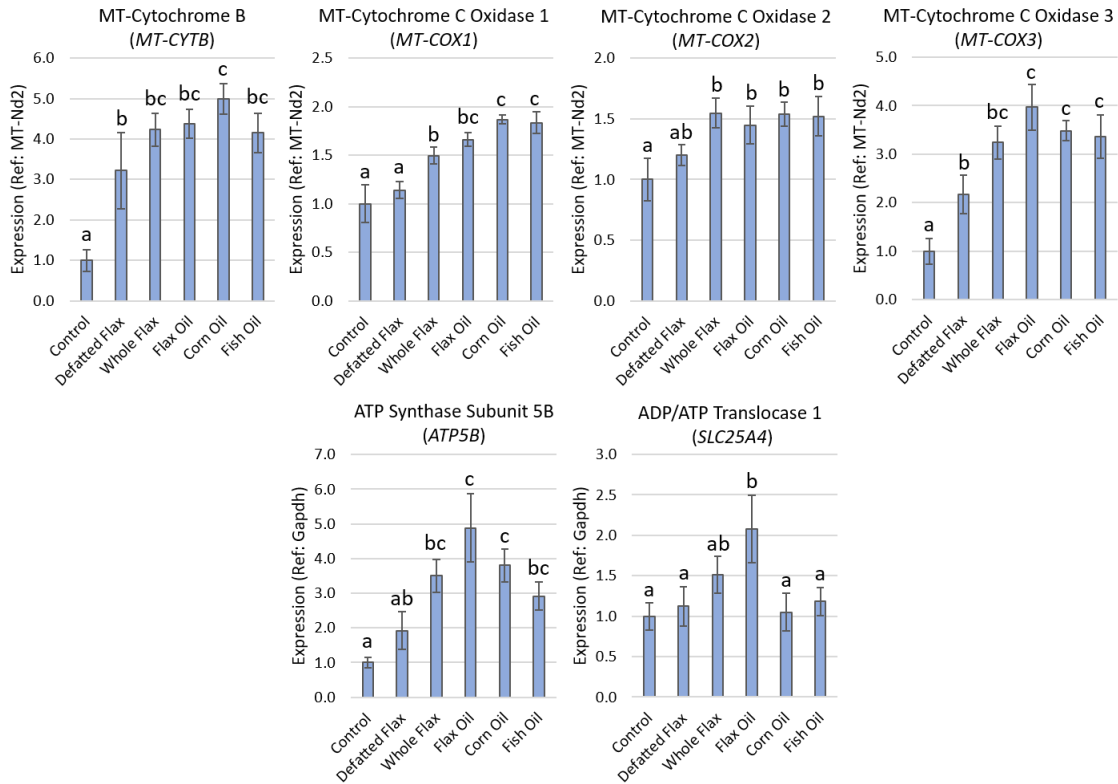 MT-Cytochrome B
(MT-CYTB)
Expression (Ref: MT-Nd2)
6.0
5.0
4.0
3.0
2.0
1.0
0.0
a
b
bc
bc
c
bc
Control
Defatted Flax
Whole Flax
Flax Oil
Corn Oil
Fish Oil
MT-Cytochrome C Oxidase 1
(MT-COX1)
Expression (Ref: MT-Nd2)
2.5
2.0
1.5
1.0
0.5
0.0
a
a
b
bc
c
c
Control
Defatted Flax
Whole Flax
Flax Oil
Corn Oil
Fish Oil
MT-Cytochrome C Oxidase 2
(MT-COX2)
Expression (Ref: MT-Nd2)
2.0
1.5
1.0
0.5
0.0
a
ab
b
b
b
b
Control
Defatted Flax
Whole Flax
Flax Oil
Corn Oil
Fish Oil
MT-Cytochrome C Oxidase 3
(MT-COX3)
Expression (Ref: MT-Nd2)
5.0
4.0
3.0
2.0
1.0
0.0
a
b
bc
c
c
c
Control
Defatted Flax
Whole Flax
Flax Oil
Corn Oil
Fish Oil
ATP Synthase Subunit 5B
(ATP5B)
Expression (Ref: Gapdh)
7.0
6.0
5.0
4.0
3.0
2.0
1.0
0.0
a
ab
bc
c
c
bc
Control
Defatted Flax
Whole Flax
Flax Oil
Corn Oil
Fish Oil
ADP/ATP Translocase 1
(SLC25A4)
Expression (Ref: Gapdh)
3.0
2.5
2.0
1.5
1.0
0.5
0.0
a
a
ab
b
a
a
Control
Defatted Flax
Whole Flax
Flax Oil
Corn Oil
Fish Oil